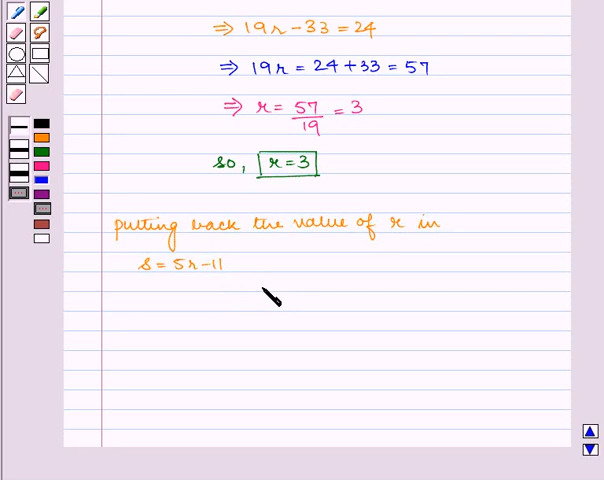 ⇒ 19r - 33 = 24
⇒ 19r = 24 + 33 = 57
⇒ r = 57/19 = 3
so, r = 3
putting back the value of r in
s = 5r - 11